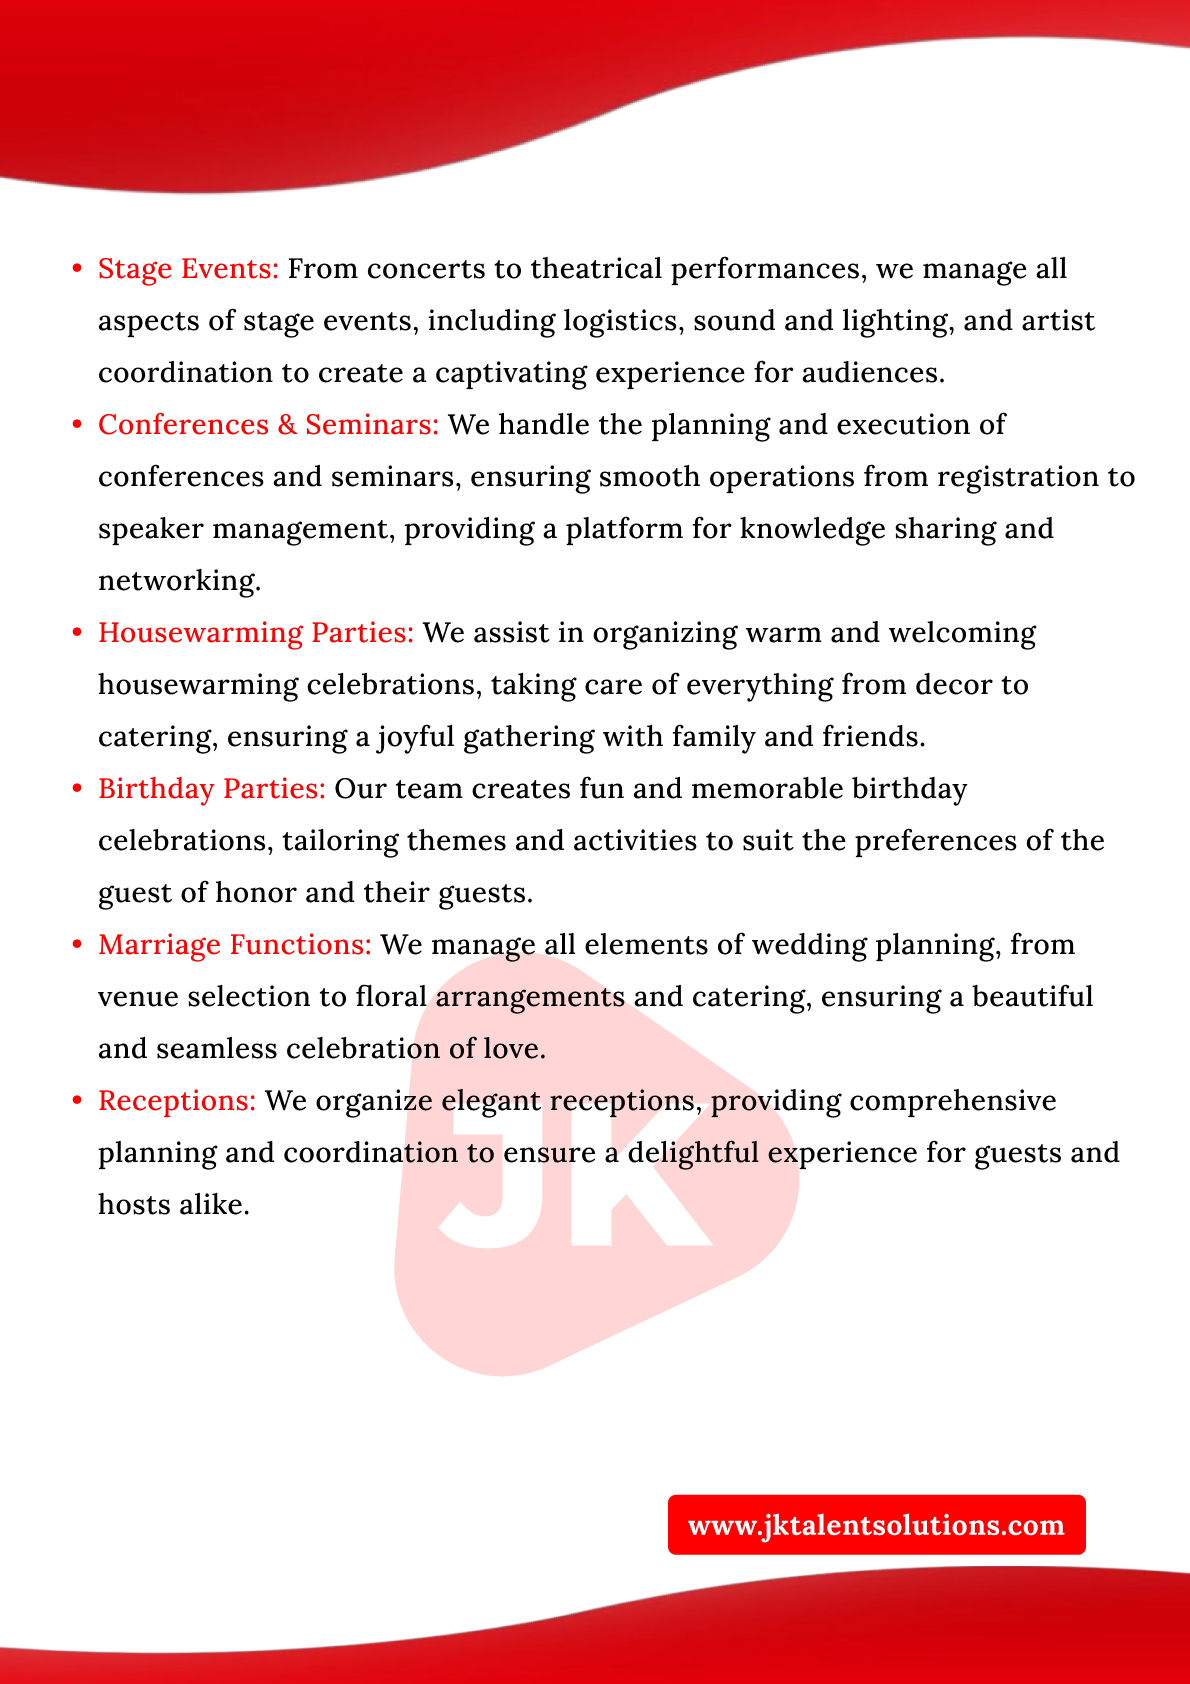 • Stage Events: From concerts to theatrical performances, we manage all
aspects of stage events, including logistics, sound and lighting, and artist
coordination to create a captivating experience for audiences.
• Conferences & Seminars: We handle the planning and execution of
conferences and seminars, ensuring smooth operations from registration to
speaker management, providing a platform for knowledge sharing and
networking.
• Housewarming Parties: We assist in organizing warm and welcoming
housewarming celebrations, taking care of everything from decor to
catering, ensuring a joyful gathering with family and friends.
• Birthday Parties: Our team creates fun and memorable birthday
celebrations, tailoring themes and activities to suit the preferences of the
guest of honor and their guests.
• Marriage Functions: We manage all elements of wedding planning, from
venue selection to floral arrangements and catering, ensuring a beautiful
and seamless celebration of love.
• Receptions: We organize elegant receptions, providing comprehensive
planning and coordination to ensure a delightful experience for guests and
hosts alike.
JK
www.jktalentsolutions.com